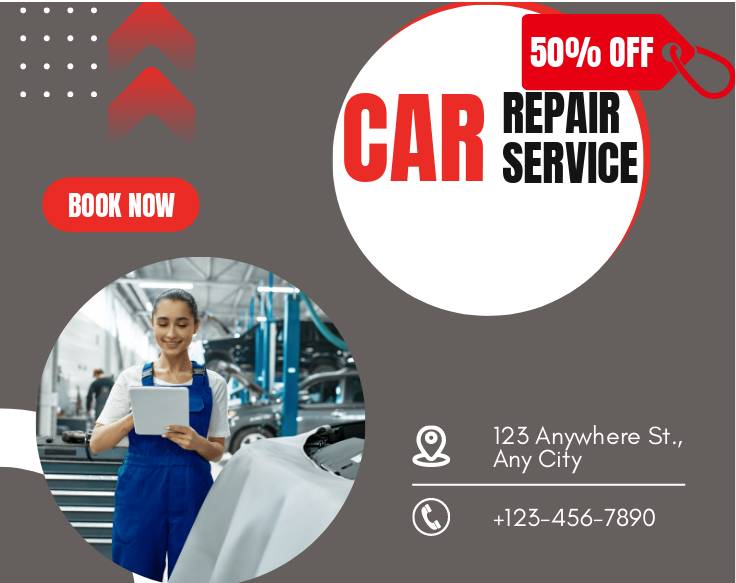 50% OFF
CAR
REPAIR
SERVICE
BOOK NOW
123 Anywhere St.,
Any City
+123-456-7890